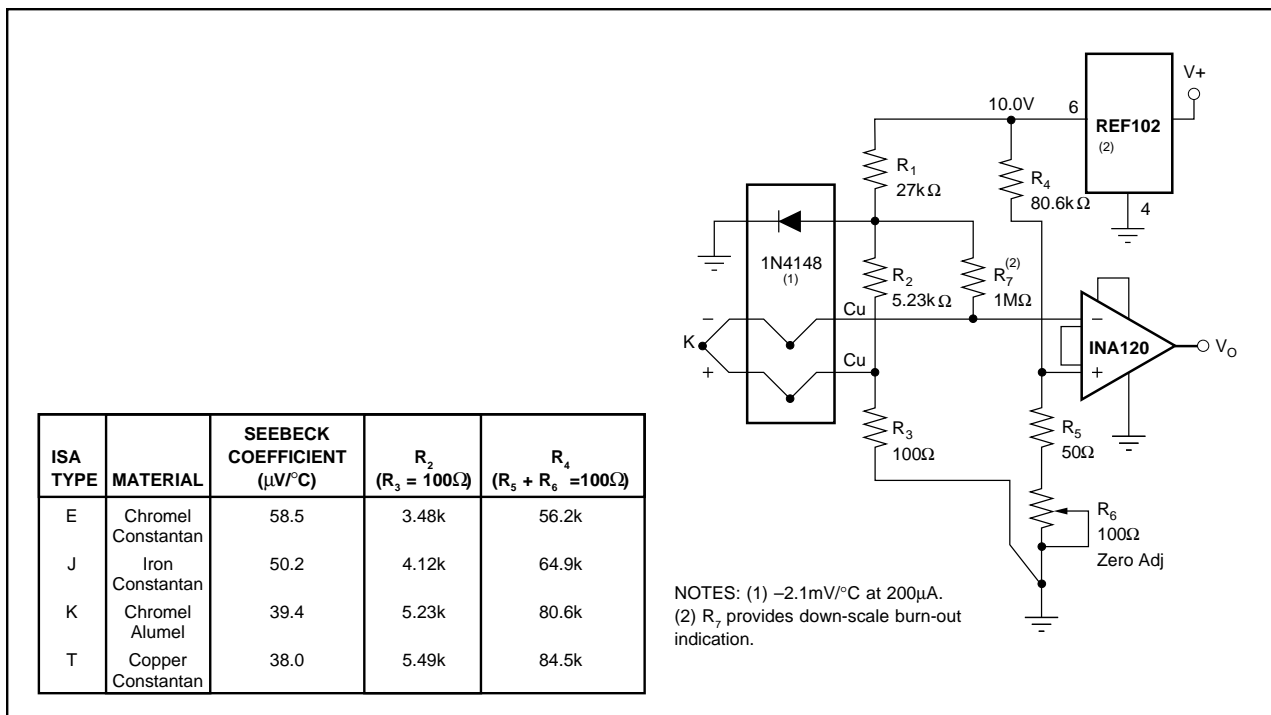 V+
10.0V
6
REF102
(2)
4
R1
27kΩ
R4
80.6kΩ
1N4148
(1)
R2
5.23kΩ
R7(2)
1MΩ
Cu
–
K
+
Cu
–
INA120
+
VO
R3
100Ω
R5
50Ω
R6
100Ω
Zero Adj
NOTES: (1) –2.1mV/°C at 200µA.
(2) R7 provides down-scale burn-out
indication.
ISA TYPE | MATERIAL | SEEBECK COEFFICIENT (µV/°C) | R2 (R3 = 100Ω) | R4 (R5 + R6 =100Ω)
E | Chromel Constantan | 58.5 | 3.48k | 56.2k
J | Iron Constantan | 50.2 | 4.12k | 64.9k
K | Chromel Alumel | 39.4 | 5.23k | 80.6k
T | Copper Constantan | 38.0 | 5.49k | 84.5k